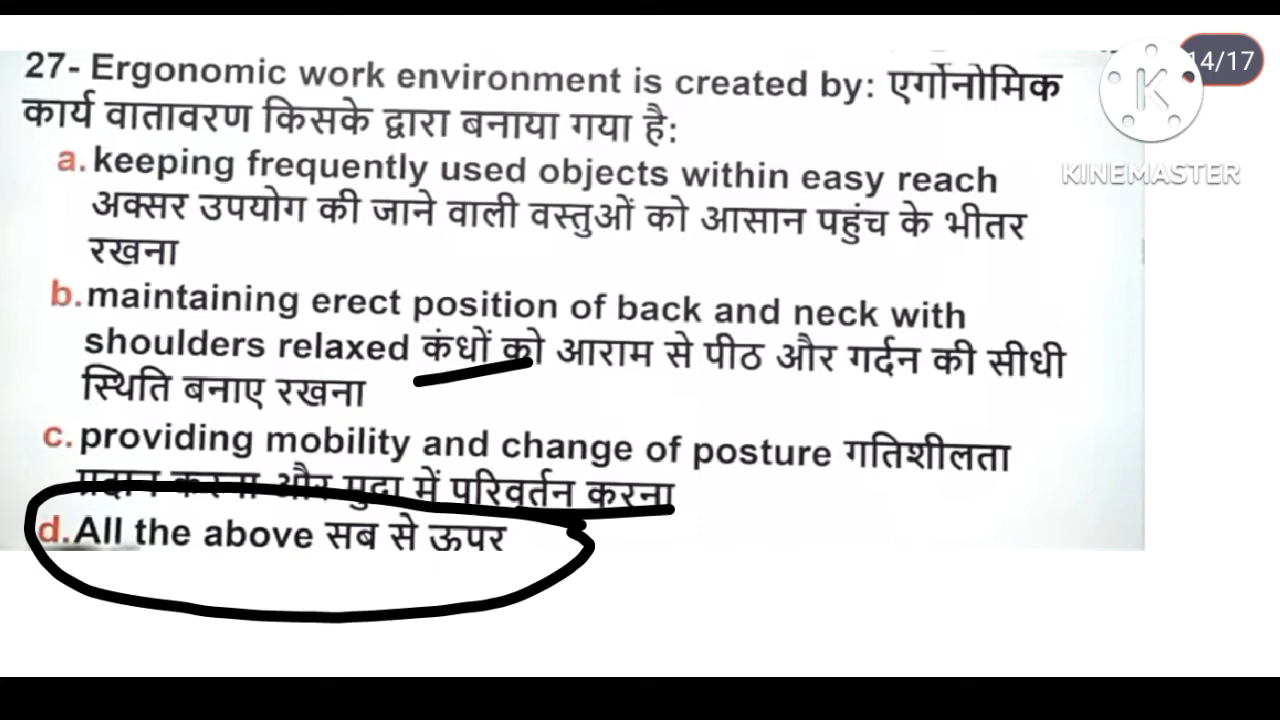 27- Ergonomic work environment is created by: एर्गोनोमिक
कार्य वातावरण किसके द्वारा बनाया गया है:
a. keeping frequently used objects within easy reach
अक्सर उपयोग की जाने वाली वस्तुओं को आसान पहुंच के भीतर
रखना
b. maintaining erect position of back and neck with
shoulders relaxed कंधों को आराम से पीठ और गर्दन की सीधी
स्थिति बनाए रखना
c. providing mobility and change of posture गतिशीलता
प्रदान करना और मुद्रा में परिवर्तन करना
d. All the above सब से ऊपर
14/17
K
KINEMASTER